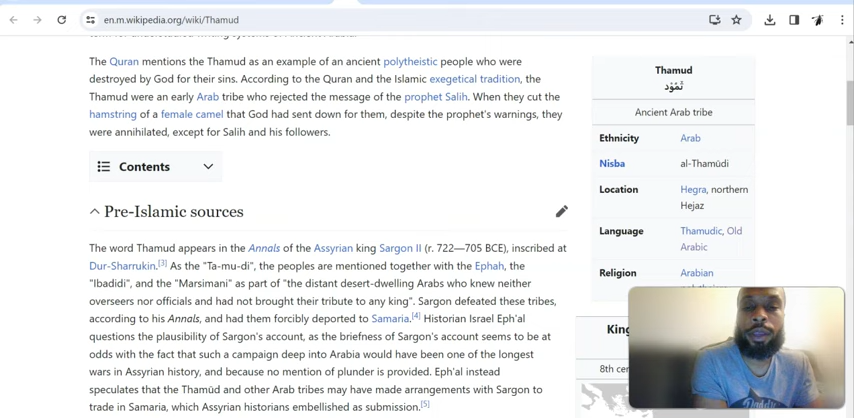 en.m.wikipedia.org/wiki/Thamud
The Quran mentions the Thamud as an example of an ancient polytheistic people who were
destroyed by God for their sins. According to the Quran and the Islamic exegetical tradition, the
Thamud were an early Arab tribe who rejected the message of the prophet Salih. When they cut the
hamstring of a female camel that God had sent down for them, despite the prophet's warnings, they
were annihilated, except for Salih and his followers.
Contents
Pre-Islamic sources
The word Thamud appears in the Annals of the Assyrian king Sargon II (r. 722—705 BCE), inscribed at
Dur-Sharrukin.[3] As the "Ta-mu-di", the peoples are mentioned together with the Ephah, the
"Ibadidi", and the "Marsimani" as part of "the distant desert-dwelling Arabs who knew neither
overseers nor officials and had not brought their tribute to any king". Sargon defeated these tribes,
according to his Annals, and had them forcibly deported to Samaria.[4] Historian Israel Eph'al
questions the plausibility of Sargon's account, as the briefness of Sargon's account seems to be at
odds with the fact that such a campaign deep into Arabia would have been one of the longest
wars in Assyrian history, and because no mention of plunder is provided. Eph'al instead
speculates that the Thamūd and other Arab tribes may have made arrangements with Sargon to
trade in Samaria, which Assyrian historians embellished as submission.[5]
Thamud
ثَمُوْد
Ancient Arab tribe
Ethnicity Arab
Nisba al-Thamūdi
Location Hegra, northern
Hejaz
Language Thamudic, Old
Arabic
Religion Arabian
King
8th cen